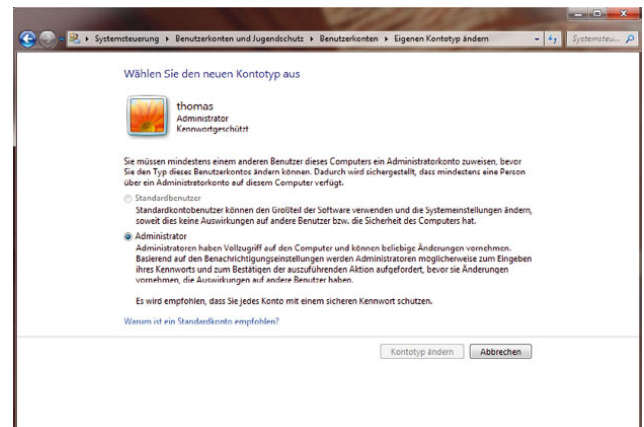 Systemsteuerung ▸ Benutzerkonten und Jugendschutz ▸ Benutzerkonten ▸ Eigenen Kontotyp ändern
Systemsteu...
Wählen Sie den neuen Kontotyp aus
thomas
Administrator
Kennwortgeschützt
Sie müssen mindestens einem anderen Benutzer dieses Computers ein Administratorkonto zuweisen, bevor
Sie den Typ dieses Benutzerkontos ändern können. Dadurch wird sichergestellt, dass mindestens eine Person
über ein Administratorkonto auf diesem Computer verfügt.
Standardbenutzer
Standardkontobenutzer können den Großteil der Software verwenden und die Systemeinstellungen ändern,
soweit dies keine Auswirkungen auf andere Benutzer bzw. die Sicherheit des Computers hat.
Administrator
Administratoren haben Vollzugriff auf den Computer und können beliebige Änderungen vornehmen.
Basierend auf den Benachrichtigungseinstellungen werden Administratoren möglicherweise zum Eingeben
ihres Kennworts und zum Bestätigen der auszuführenden Aktion aufgefordert, bevor sie Änderungen
vornehmen, die Auswirkungen auf andere Benutzer haben.
Es wird empfohlen, dass Sie jedes Konto mit einem sicheren Kennwort schützen.
Warum ist ein Standardkonto empfohlen?
Kontotyp ändern
Abbrechen